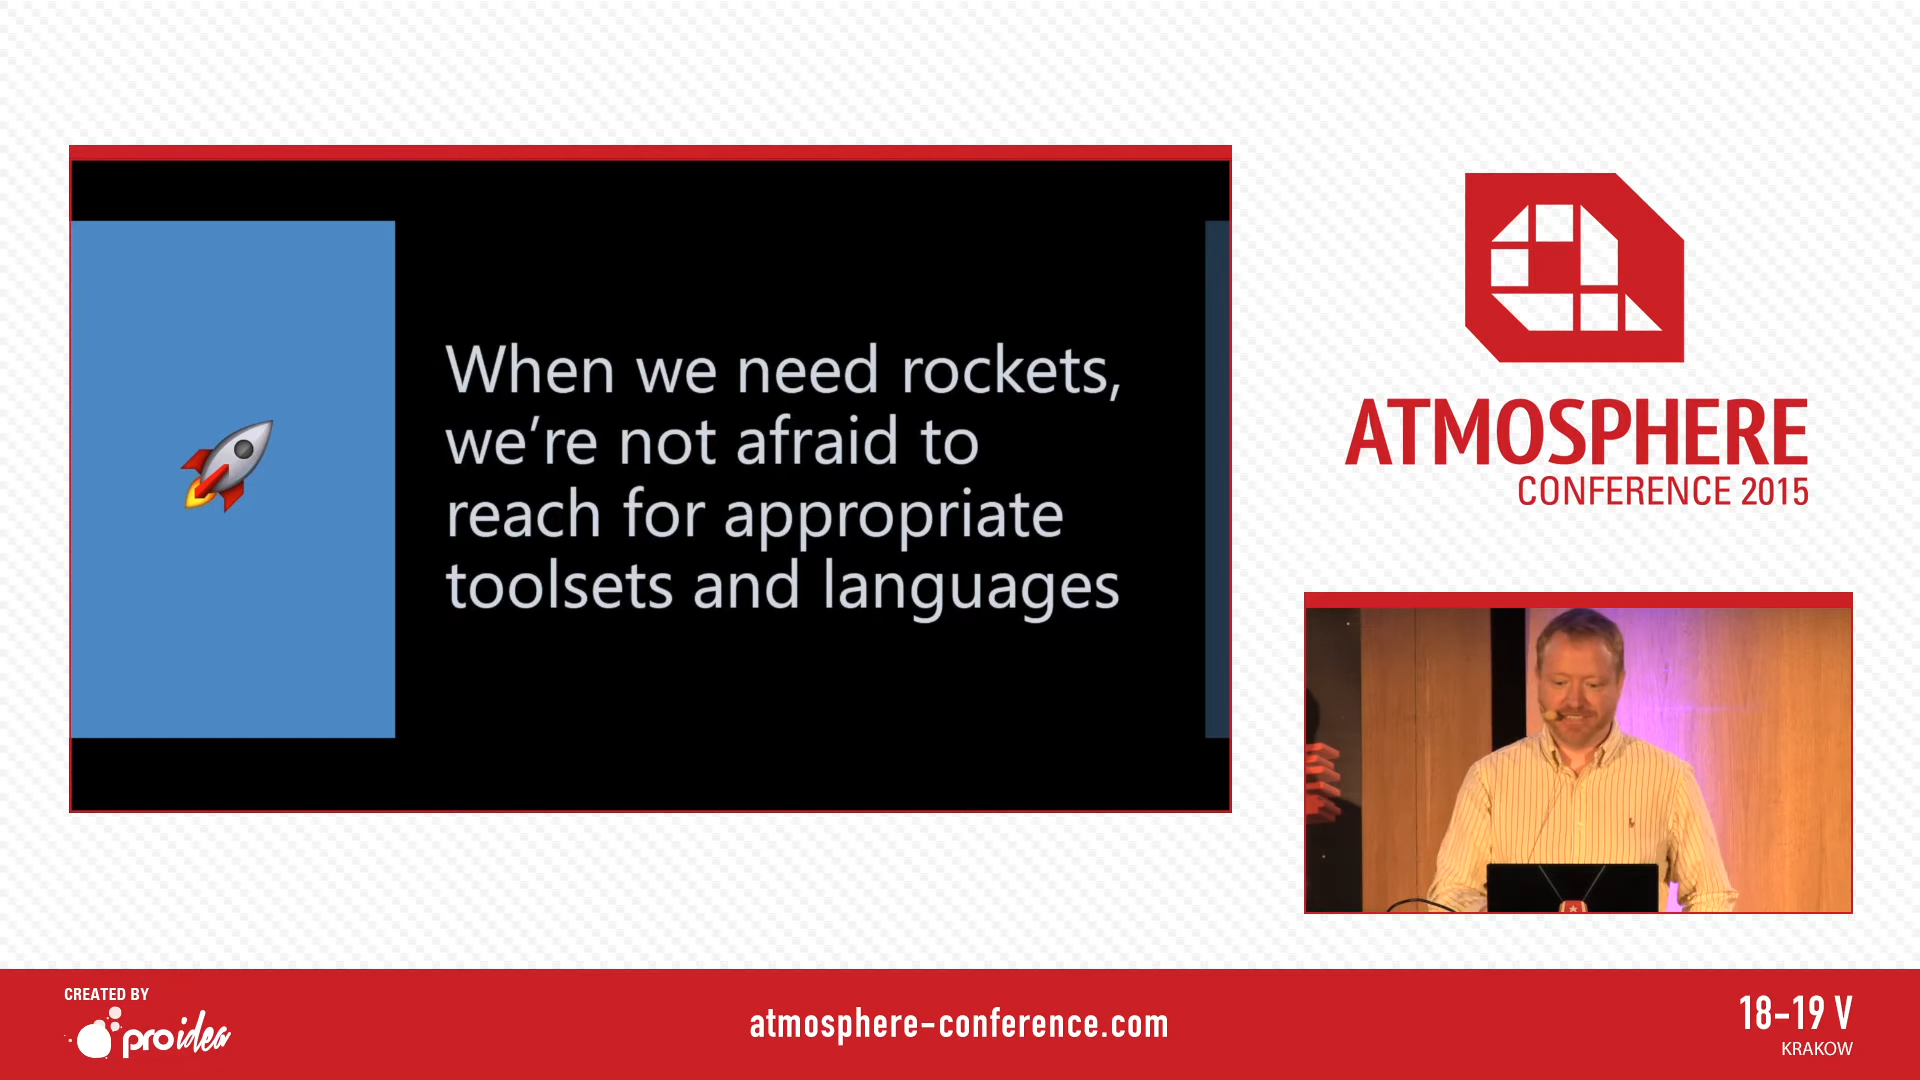 When we need rockets,
we’re not afraid to
reach for appropriate
toolsets and languages
ATMOSPHERE
CONFERENCE 2015
CREATED BY
proidea
atmosphere-conference.com
18-19 V
KRAKOW